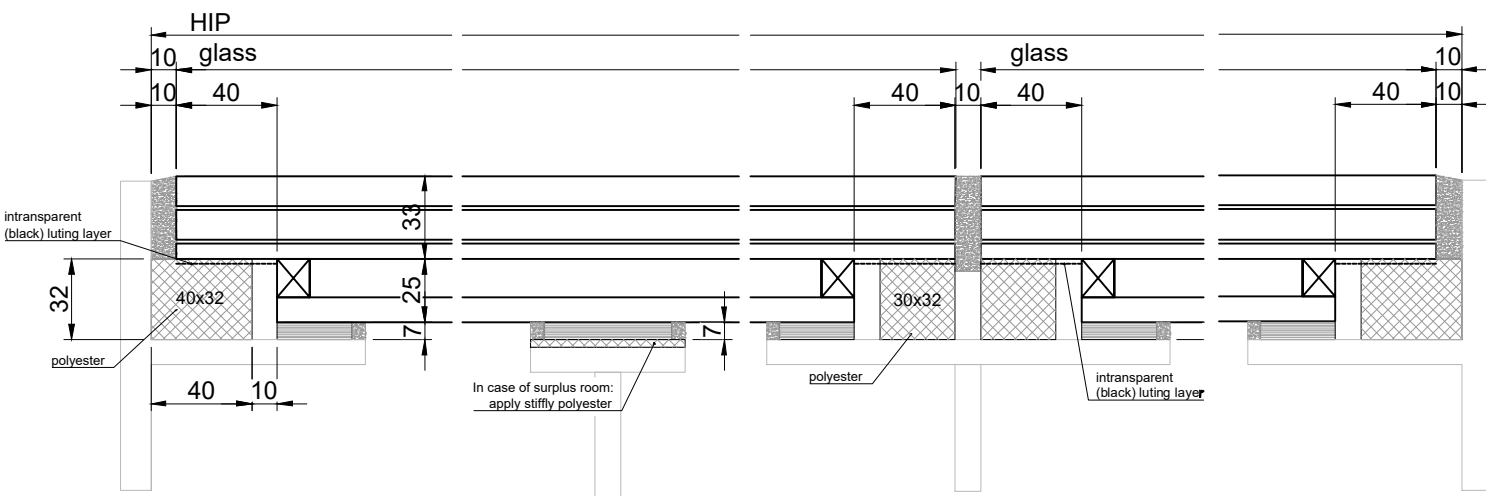 HIP
10 glass glass 10
10 40 40 10 40 40 10
33
intransparent
(black) luting layer
32 40x32 25 30x32
7 7
polyester
40 10
In case of surplus room:
apply stiffly polyester
polyester
intransparent
(black) luting layer